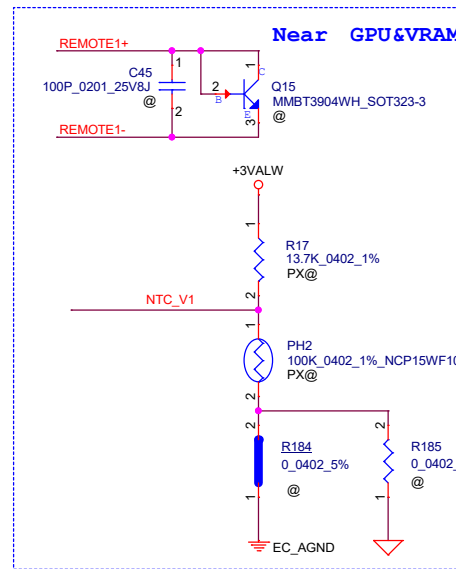 Near GPU&VRAM
REMOTE1+
1
C45
100P_0201_25V8J
@
2
1
C
2
B
E
3
Q15
MMBT3904WH_SOT323-3
@
REMOTE1-
+3VALW
1
R17
13.7K_0402_1%
PX@
2
NTC_V1
1
PH2
100K_0402_1%_NCP15WF10
PX@
2
2
R184
0_0402_5%
@
1
2
R185
0_0402_
@
1
EC_AGND